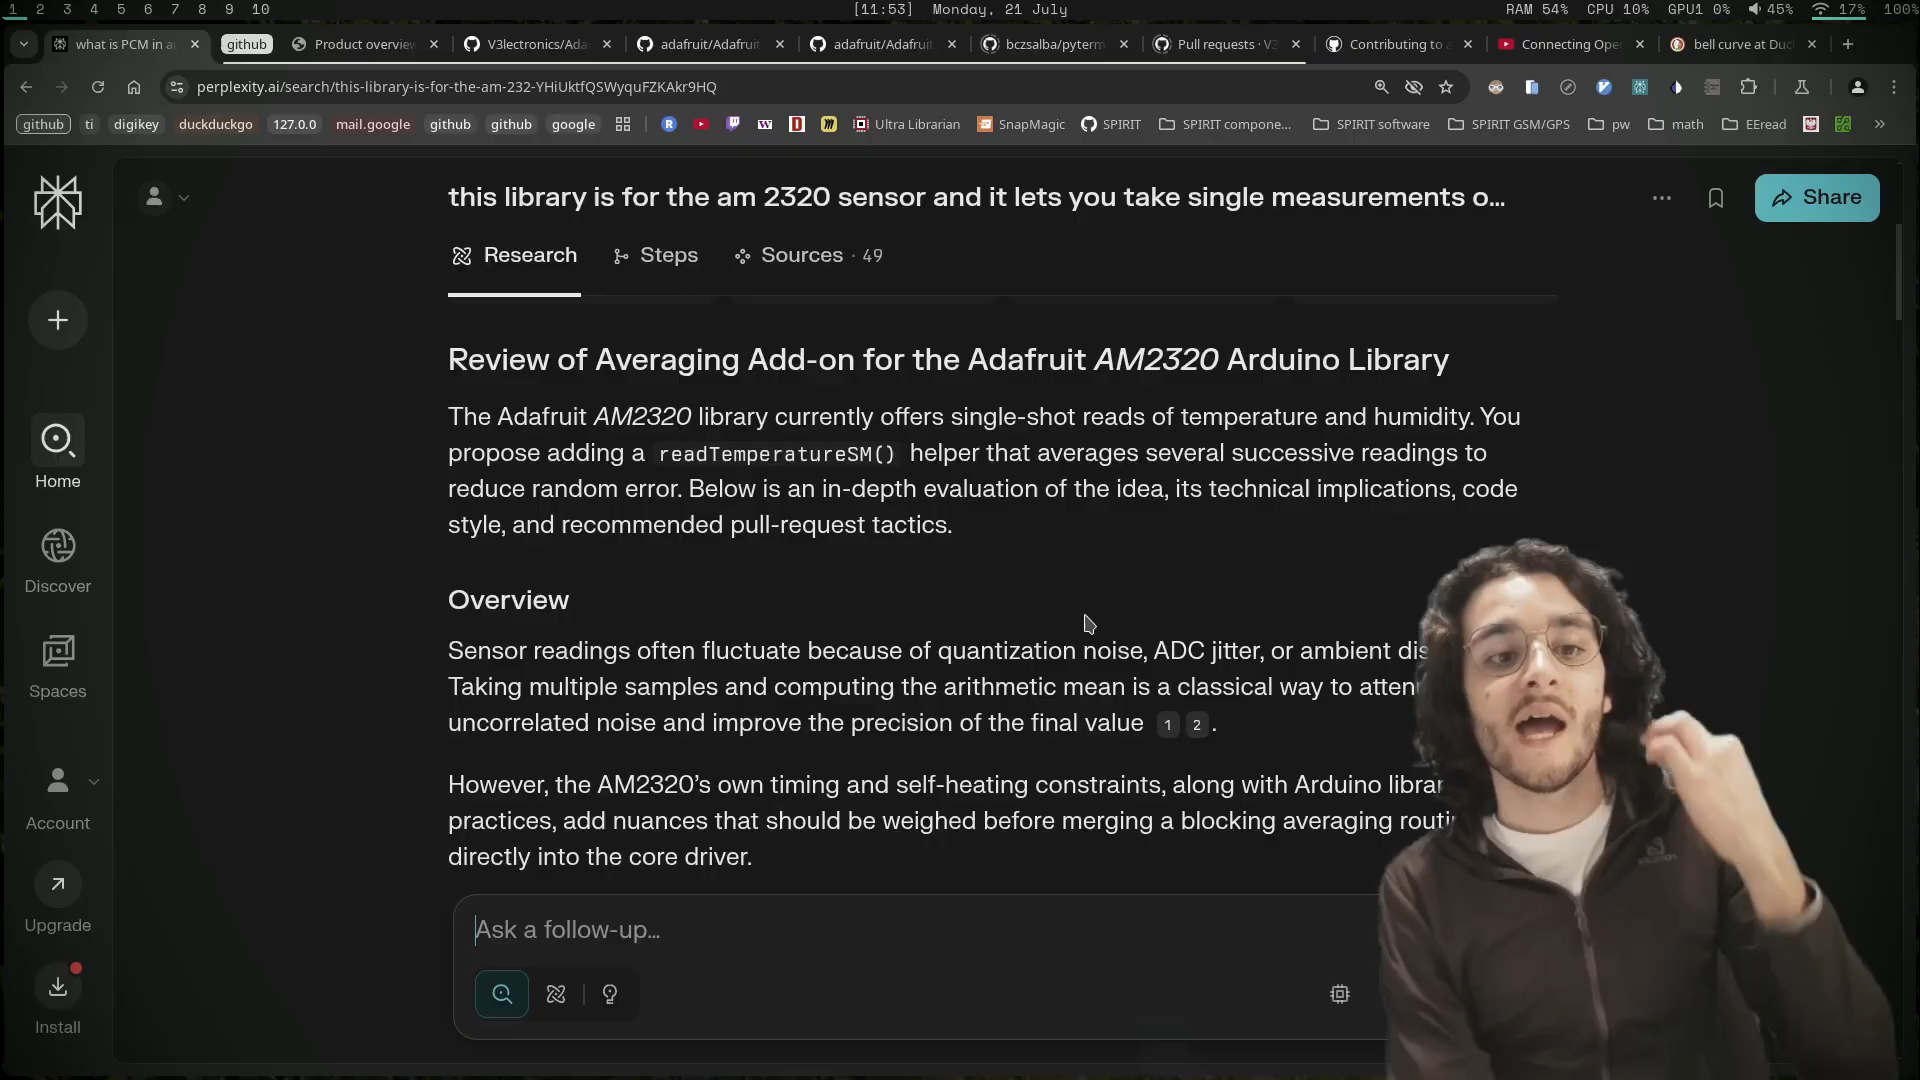 1 2 3 4 5 6 7 8 9 10 [11:53] Monday, 21 July RAM 54% CPU 10% GPU1 0% 45% 17% 100%
what is PCM in github Product overview V3lectronics/Ada adafruit/Adafruit adafruit/Adafruit bczsalba/pyterm Pull requests · V3 Contributing to Connecting Ope bell curve at Duc
perplexity.ai/search/this-library-is-for-the-am-232-YHiUktfQSWyquFZKAkr9HQ
github ti digikey duckduckgo 127.0.0 mail.google github github google Ultra Librarian SnapMagic SPIRIT SPIRIT compone... SPIRIT software SPIRIT GSM/GPS pw math EEread
this library is for the am 2320 sensor and it lets you take single measurements o...
Share
Research Steps Sources · 49
Review of Averaging Add-on for the Adafruit AM2320 Arduino Library
The Adafruit AM2320 library currently offers single-shot reads of temperature and humidity. You
propose adding a readTemperatureSM() helper that averages several successive readings to
reduce random error. Below is an in-depth evaluation of the idea, its technical implications, code
style, and recommended pull-request tactics.
Overview
Sensor readings often fluctuate because of quantization noise, ADC jitter, or ambient dis
Taking multiple samples and computing the arithmetic mean is a classical way to atten
uncorrelated noise and improve the precision of the final value 1 2 .
However, the AM2320's own timing and self-heating constraints, along with Arduino librar
practices, add nuances that should be weighed before merging a blocking averaging routi
directly into the core driver.
Ask a follow-up...
Home
Discover
Spaces
Account
Upgrade
Install
SALOMON